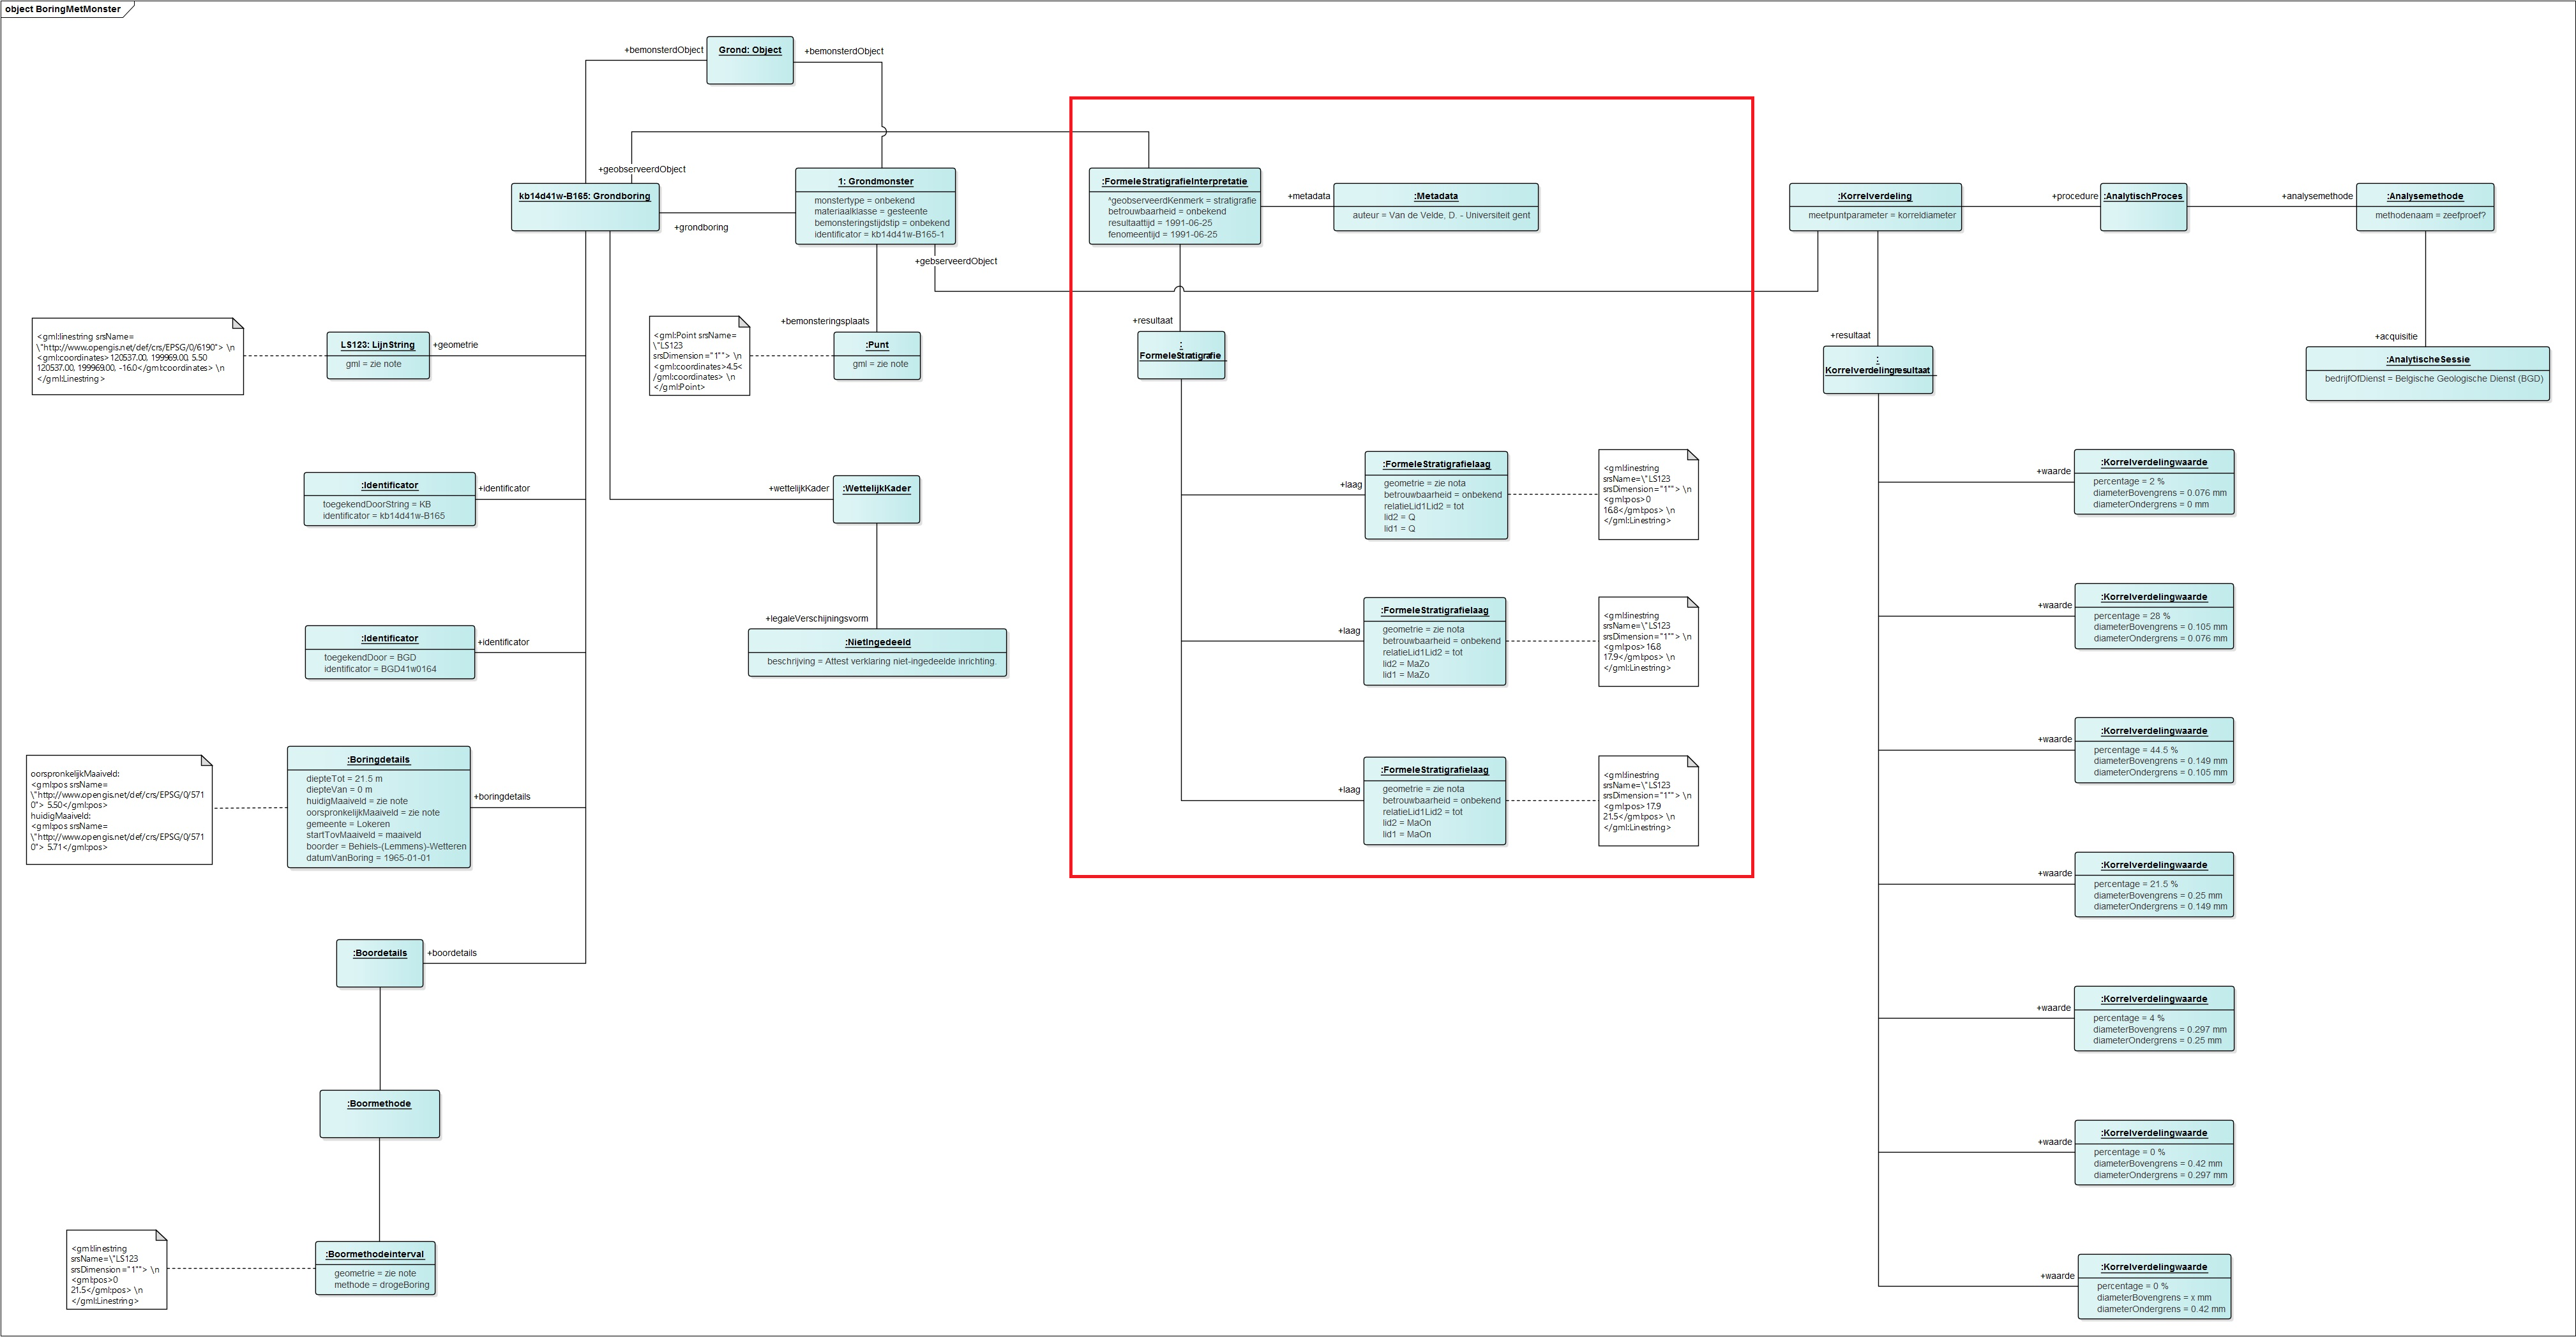 object BoringMetMonster
+bemonsterdObject
Grond: Object
+bemonsterdObject
+geobserveerdObject
kb14d41w-B165: Grondboring
+grondboring
1: Grondmonster
monstertype = onbekend
materiaalklasse = gesteente
bemonsteringstijdstip = onbekend
identificator = kb14d41w-B165-1
+gebserveerdObject
:FormeleStratigrafieInterpretatie
^geobserveerdKenmerk = stratigrafie
betrouwbaarheid = onbekend
resultaattijd = 1991-06-25
fenomeentijd = 1991-06-25
+metadata
:Metadata
auteur = Van de Velde, D. - Universiteit gent
:Korrelverdeling
meetpuntparameter = korreldiameter
+procedure
:AnalytischProces
+analysemethode
:Analysemethode
methodenaam = zeefproef?
<gml:linestring srsName=
\"http://www.opengis.net/def/crs/EPSG/0/6190"> \n
<gml:coordinates>120537.00, 199969.00, 5.50
120537.00, 199969.00, -16.0</gml:coordinates> \n
</gml:Linestring>
LS123: LijnString
gml = zie note
+geometrie
<gml:Point srsName=
\"LS123
srsDimension="1""> \n
<gml:coordinates>4.5<
/gml:coordinates> \n
</gml:Point>
+bemonsteringsplaats
:Punt
gml = zie note
+resultaat
:
FormeleStratigrafie
+resultaat
:
Korrelverdelingresultaat
+acquisitie
:AnalytischeSessie
bedrijfOfDienst = Belgische Geologische Dienst (BGD)
:Identificator
toegekendDoorString = KB
identificator = kb14d41w-B165
+identificator
+wettelijkKader
:WettelijkKader
+laag
:FormeleStratigrafielaag
geometrie = zie nota
betrouwbaarheid = onbekend
relatieLid1Lid2 = tot
lid2 = Q
lid1 = Q
<gml:linestring
srsName=\"LS123
srsDimension="1""> \n
<gml:pos>0
16.8</gml:pos> \n
</gml:Linestring>
+waarde
:Korrelverdelingwaarde
percentage = 2 %
diameterBovengrens = 0.076 mm
diameterOndergrens = 0 mm
:Identificator
toegekendDoor = BGD
identificator = BGD41w0164
+identificator
+legaleVerschijningsvorm
:NietIngedeeld
beschrijving = Attest verklaring niet-ingedeelde inrichting.
+laag
:FormeleStratigrafielaag
geometrie = zie nota
betrouwbaarheid = onbekend
relatieLid1Lid2 = tot
lid2 = MaZo
lid1 = MaZo
<gml:linestring
srsName=\"LS123
srsDimension="1""> \n
<gml:pos>16.8
17.9</gml:pos> \n
</gml:Linestring>
+waarde
:Korrelverdelingwaarde
percentage = 28 %
diameterBovengrens = 0.105 mm
diameterOndergrens = 0.076 mm
oorspronkelijkMaaiveld:
<gml:pos srsName=
\"http://www.opengis.net/def/crs/EPSG/0/571
0"> 5.50</gml:pos>
huidigMaaiveld:
<gml:pos srsName=
\"http://www.opengis.net/def/crs/EPSG/0/571
0"> 5.71</gml:pos>
:Boringdetails
diepteTot = 21.5 m
diepteVan = 0 m
huidigMaaiveld = zie note
oorspronkelijkMaaiveld = zie note
gemeente = Lokeren
startTovMaaiveld = maaiveld
boorder = Behiels-(Lemmens)-Wetteren
datumVanBoring = 1965-01-01
+boringdetails
+laag
:FormeleStratigrafielaag
geometrie = zie nota
betrouwbaarheid = onbekend
relatieLid1Lid2 = tot
lid2 = MaOn
lid1 = MaOn
<gml:linestring
srsName=\"LS123
srsDimension="1""> \n
<gml:pos>17.9
21.5</gml:pos> \n
</gml:Linestring>
+waarde
:Korrelverdelingwaarde
percentage = 44.5 %
diameterBovengrens = 0.149 mm
diameterOndergrens = 0.105 mm
+waarde
:Korrelverdelingwaarde
percentage = 21.5 %
diameterBovengrens = 0.25 mm
diameterOndergrens = 0.149 mm
:Boordetails
+boordetails
+waarde
:Korrelverdelingwaarde
percentage = 4 %
diameterBovengrens = 0.297 mm
diameterOndergrens = 0.25 mm
:Boormethode
+waarde
:Korrelverdelingwaarde
percentage = 0 %
diameterBovengrens = 0.42 mm
diameterOndergrens = 0.297 mm
<gml:linestring
srsName=\"LS123
srsDimension="1""> \n
<gml:pos>0
21.5</gml:pos> \n
</gml:Linestring>
:Boormethodeinterval
geometrie = zie note
methode = drogeBoring
+waarde
:Korrelverdelingwaarde
percentage = 0 %
diameterBovengrens = x mm
diameterOndergrens = 0.42 mm